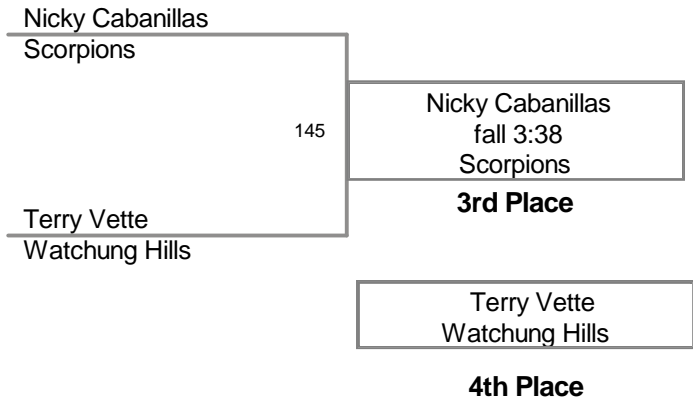 Nicky Cabanillas
Scorpions
145
Nicky Cabanillas
fall 3:38
Scorpions
3rd Place
Terry Vette
Watchung Hills
Terry Vette
Watchung Hills
4th Place